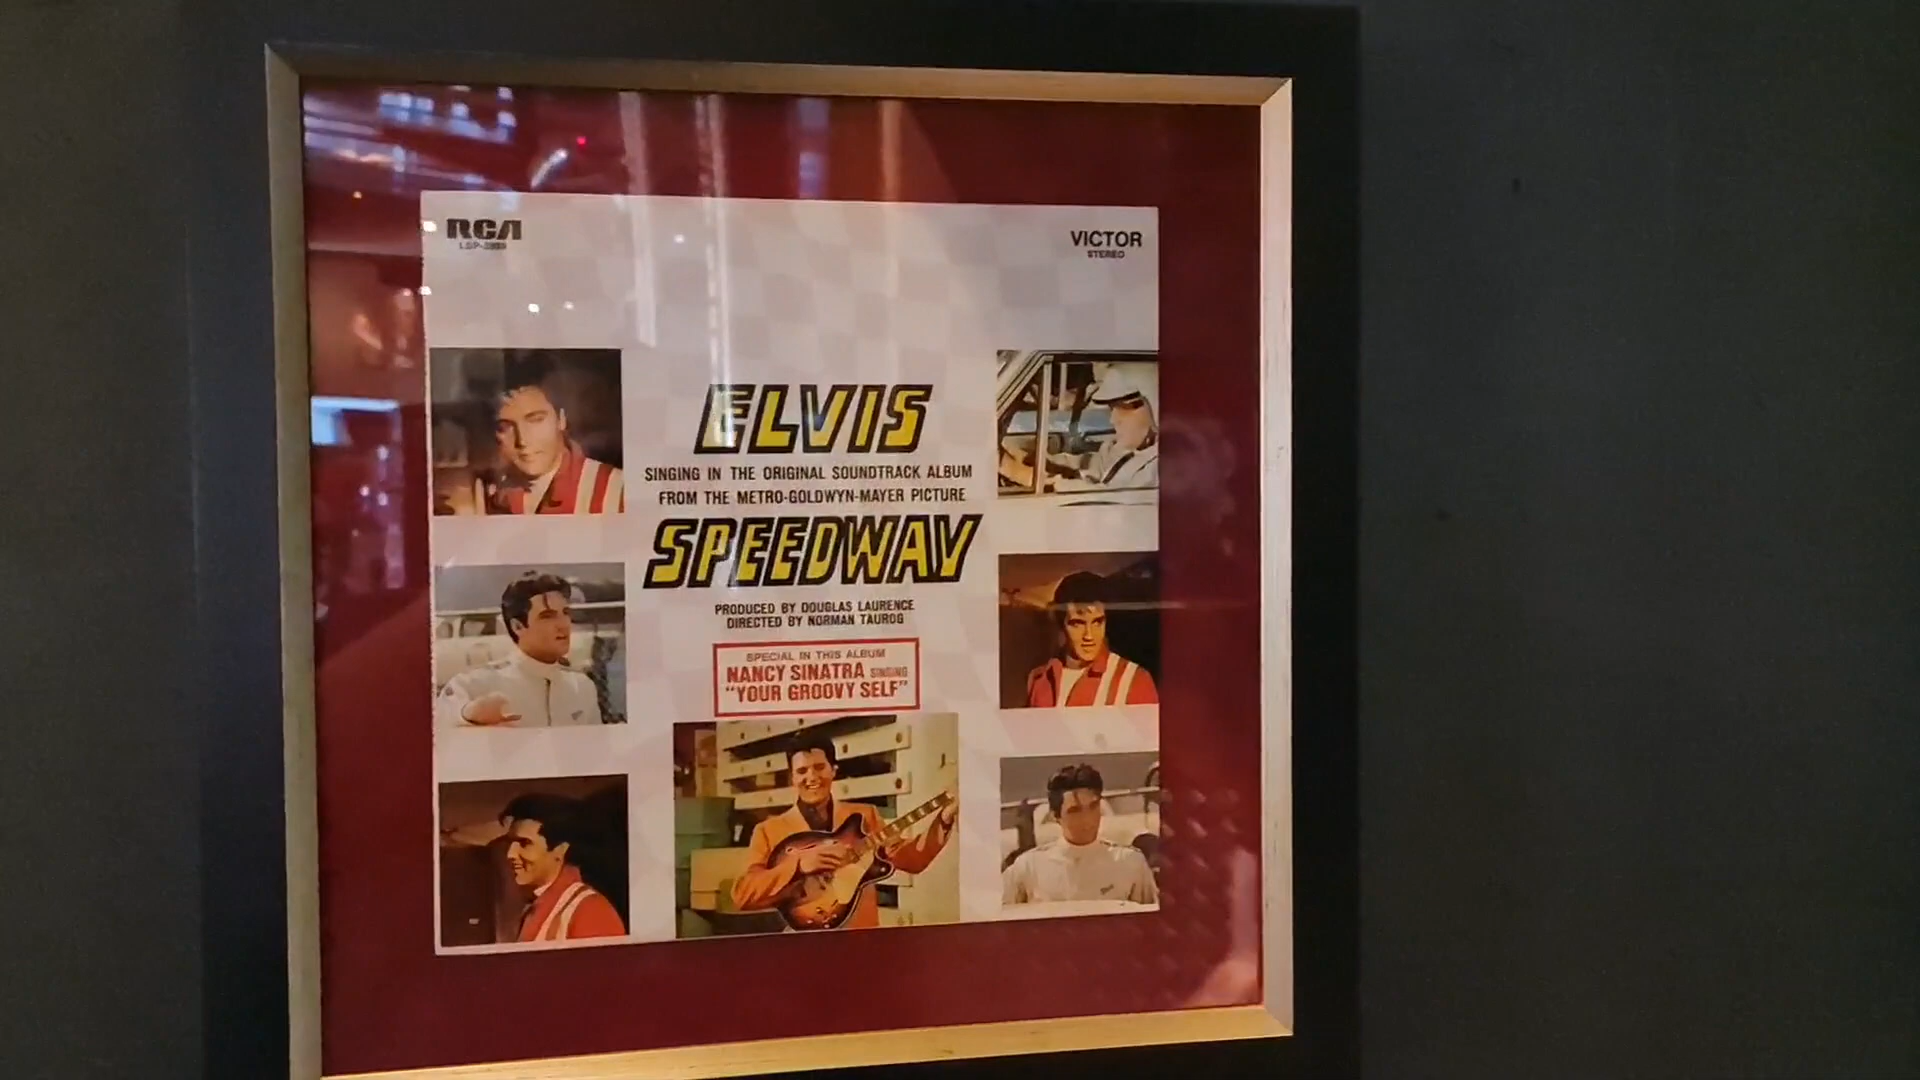 RCA
VICTOR
STEREO
ELVIS
SINGING IN THE ORIGINAL SOUNDTRACK ALBUM
FROM THE METRO-GOLDWYN-MAYER PICTURE
SPEEDWAY
PRODUCED BY DOUGLAS LAURENCE
DIRECTED BY NORMAN TAUROG
SPECIAL IN THIS ALBUM
NANCY SINATRA SINGING
"YOUR GROOVY SELF"